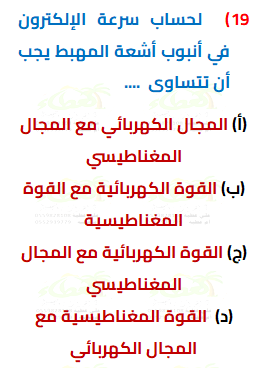 19) لحساب سرعة الإلكترون
في أنبوب أشعة المهبط يجب
أن تتساوى ....
(أ) المجال الكهربائي مع المجال
المغناطيسي
(ب) القوة الكهربائية مع القوة
المغناطيسية
(ج) القوة الكهربائية مع المجال
المغناطيسي
(د) القوة المغناطيسية مع
المجال الكهربائي